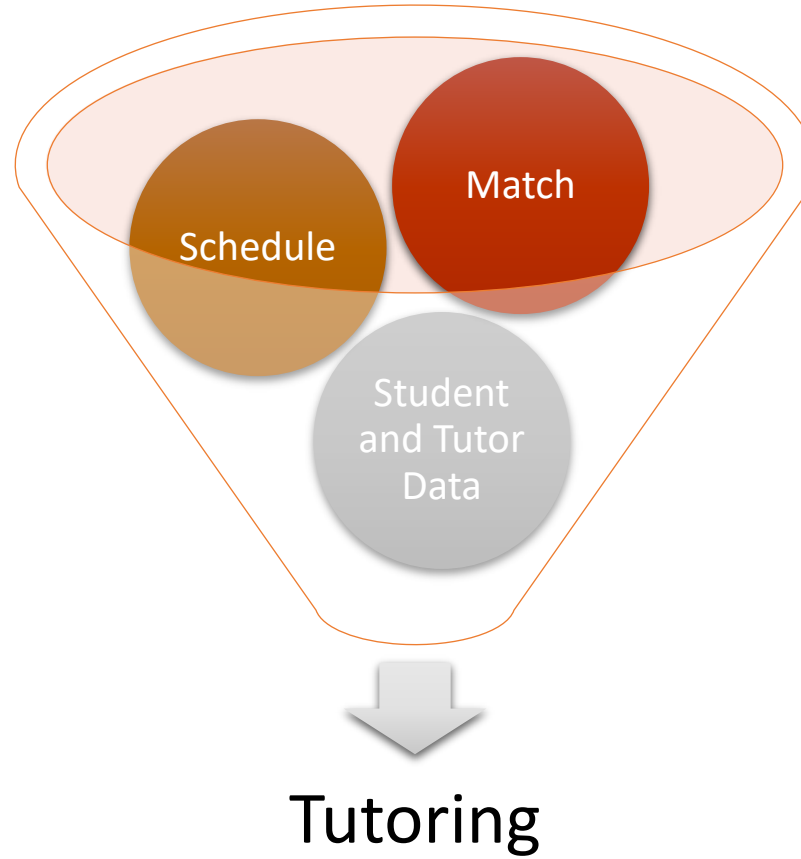 Match
Schedule
Student
and Tutor
Data
Tutoring